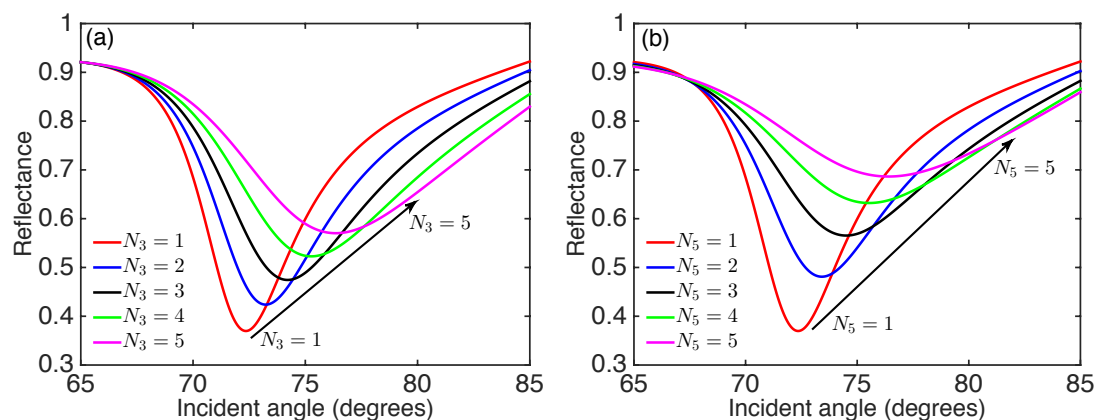 (a)
Reflectance
1
0.9
0.8
0.7
0.6
0.5
0.4
0.3
N3 = 1
N3 = 2
N3 = 3
N3 = 4
N3 = 5
N3 = 5
N3 = 1
65
70
75
80
85
Incident angle (degrees)
(b)
Reflectance
1
0.9
0.8
0.7
0.6
0.5
0.4
0.3
N5 = 1
N5 = 2
N5 = 3
N5 = 4
N5 = 5
N5 = 5
N5 = 1
65
70
75
80
85
Incident angle (degrees)